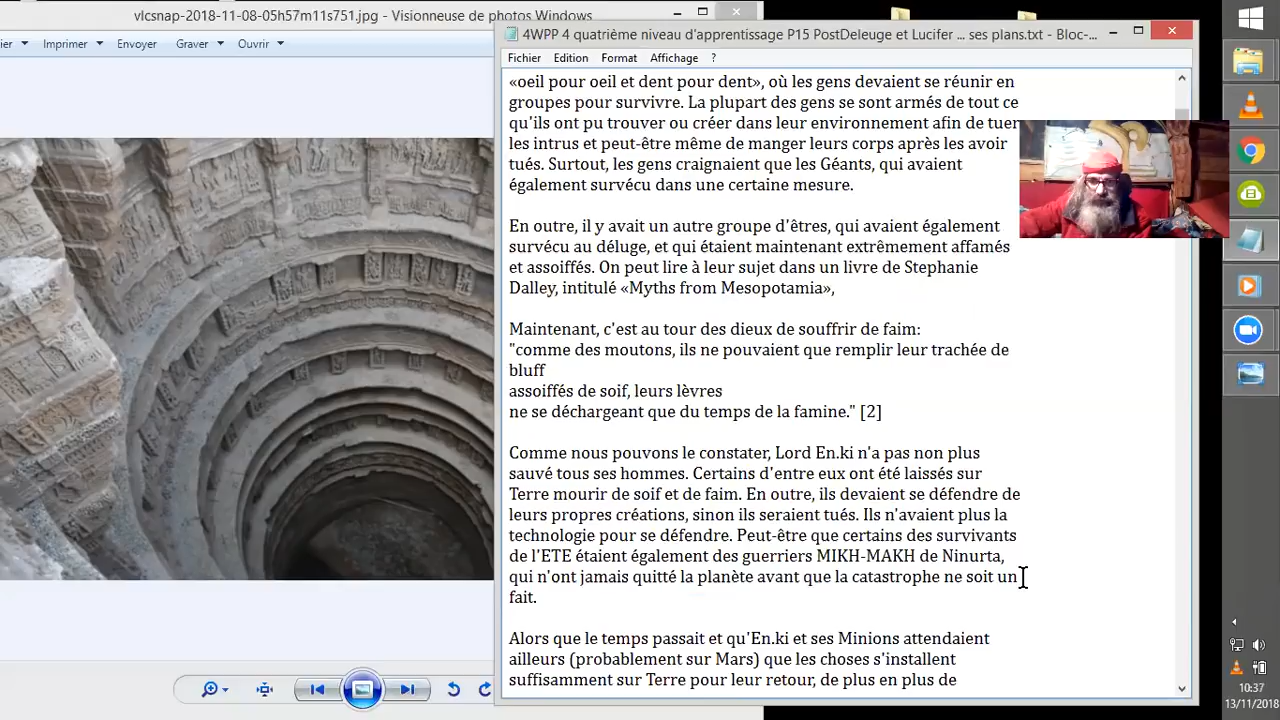 vlcsnap-2018-11-08-05h57m11s751.jpg - Visionneuse de photos Windows
ier Imprimer Envoyer Graver Ouvrir
4WPP 4 quatrième niveau d'apprentissage P15 PostDeleuge et Lucifer ... ses plans.txt - Bloc-...
Fichier Edition Format Affichage ?
«oeil pour oeil et dent pour dent», où les gens devaient se réunir en
groupes pour survivre. La plupart des gens se sont armés de tout ce
qu'ils ont pu trouver ou créer dans leur environnement afin de tuer
les intrus et peut-être même de manger leurs corps après les avoir
tués. Surtout, les gens craignaient que les Géants, qui avaient
également survécu dans une certaine mesure.
En outre, il y avait un autre groupe d'êtres, qui avaient également
survécu au déluge, et qui étaient maintenant extrêmement affamés
et assoiffés. On peut lire à leur sujet dans un livre de Stephanie
Dalley, intitulé «Myths from Mesopotamia»,
Maintenant, c'est au tour des dieux de souffrir de faim:
"comme des moutons, ils ne pouvaient que remplir leur trachée de
bluff
assoiffés de soif, leurs lèvres
ne se déchargeant que du temps de la famine." [2]
Comme nous pouvons le constater, Lord En.ki n'a pas non plus
sauvé tous ses hommes. Certains d'entre eux ont été laissés sur
Terre mourir de soif et de faim. En outre, ils devaient se défendre de
leurs propres créations, sinon ils seraient tués. Ils n'avaient plus la
technologie pour se défendre. Peut-être que certains des survivants
de l'ETE étaient également des guerriers MIKH-MAKH de Ninurta,
qui n'ont jamais quitté la planète avant que la catastrophe ne soit un
fait.
Alors que le temps passait et qu'En.ki et ses Minions attendaient
ailleurs (probablement sur Mars) que les choses s'installent
suffisamment sur Terre pour leur retour, de plus en plus de
10:37
13/11/2018